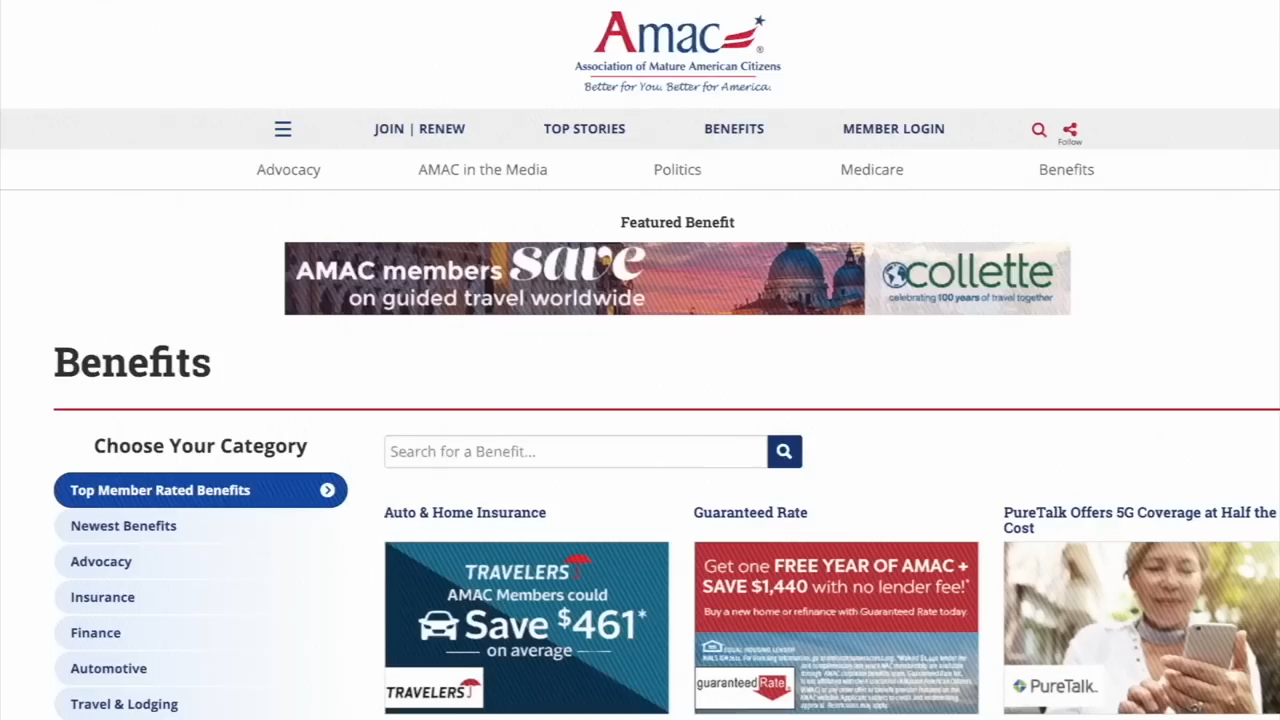 Amac®
Association of Mature American Citizens
Better for You. Better for America.
JOIN | RENEW
TOP STORIES
BENEFITS
MEMBER LOGIN
Follow
Advocacy
AMAC in the Media
Politics
Medicare
Benefits
Featured Benefit
AMAC members save
on guided travel worldwide
collette
celebrating 100 years of travel together
Benefits
Choose Your Category
Top Member Rated Benefits
Newest Benefits
Advocacy
Insurance
Finance
Automotive
Travel & Lodging
Search for a Benefit...
Auto & Home Insurance
TRAVELERS
AMAC Members could
Save $461*
on average
TRAVELERS
Guaranteed Rate
Get one FREE YEAR OF AMAC +
SAVE $1,440 with no lender fee!*
Buy a new home or refinance with Guaranteed Rate today.
EQUAL HOUSING LENDER
guaranteedRate
PureTalk Offers 5G Coverage at Half the
Cost
PureTalk